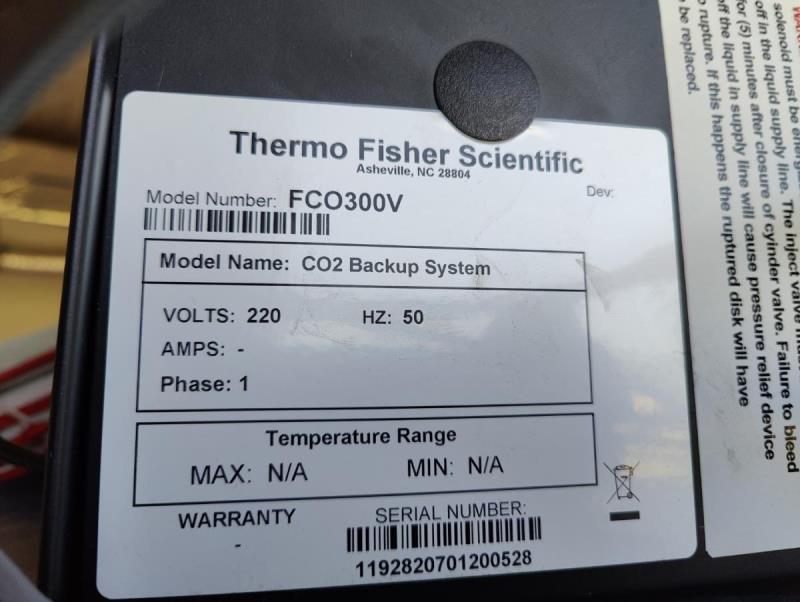 Thermo Fisher Scientific
Asheville, NC 28804
Dev:
Model Number: FCO300V
Model Name: CO2 Backup System
VOLTS: 220 HZ: 50
AMPS: -
Phase: 1
Temperature Range
MAX: N/A MIN: N/A
WARRANTY
-
SERIAL NUMBER:
1192820701200528
solenoid must be
off in the liquid supply line. The inject valve
for (5) minutes after closure of cyinder valve. Failure to bleed
off the liquid in supply line will cause pressure relief device
to rupture. If this happens the ruptured disk will have
be replaced.